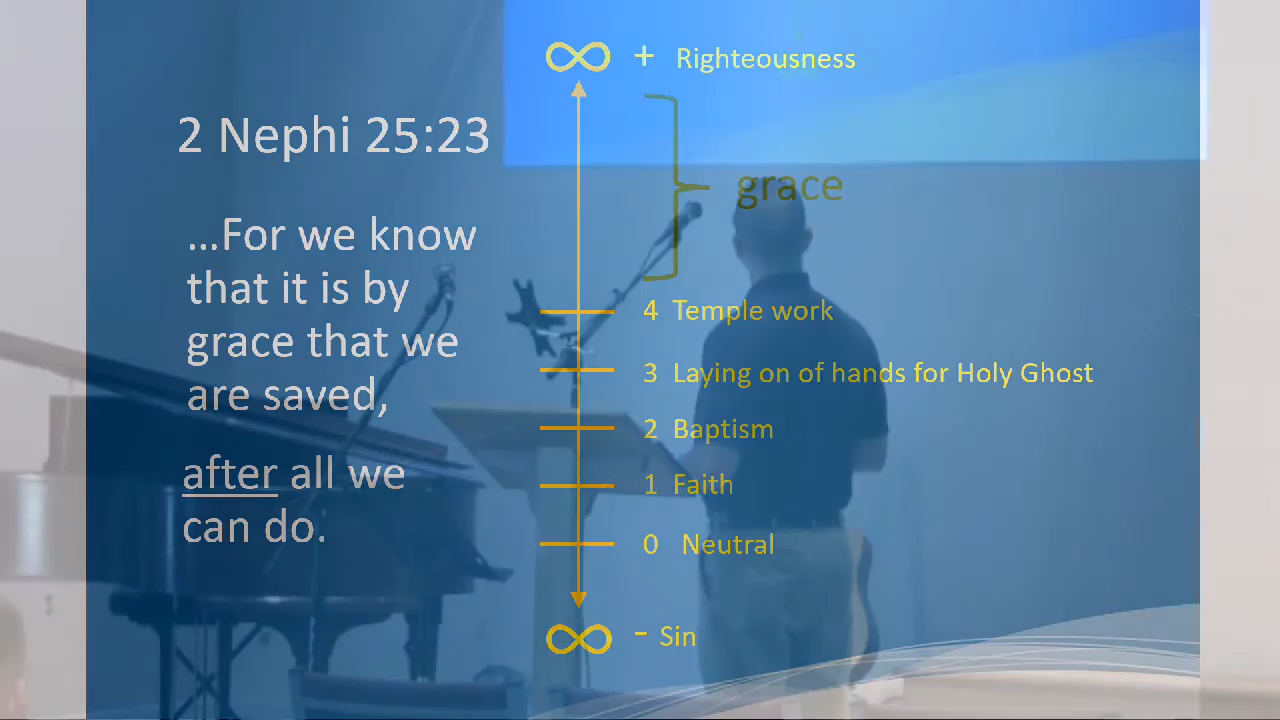 2 Nephi 25:23
...For we know
that it is by
grace that we
are saved,
after all we
can do.
∞ + Righteousness
grace
4 Temple work
3 Laying on of hands for Holy Ghost
2 Baptism
1 Faith
0 Neutral
∞ - Sin